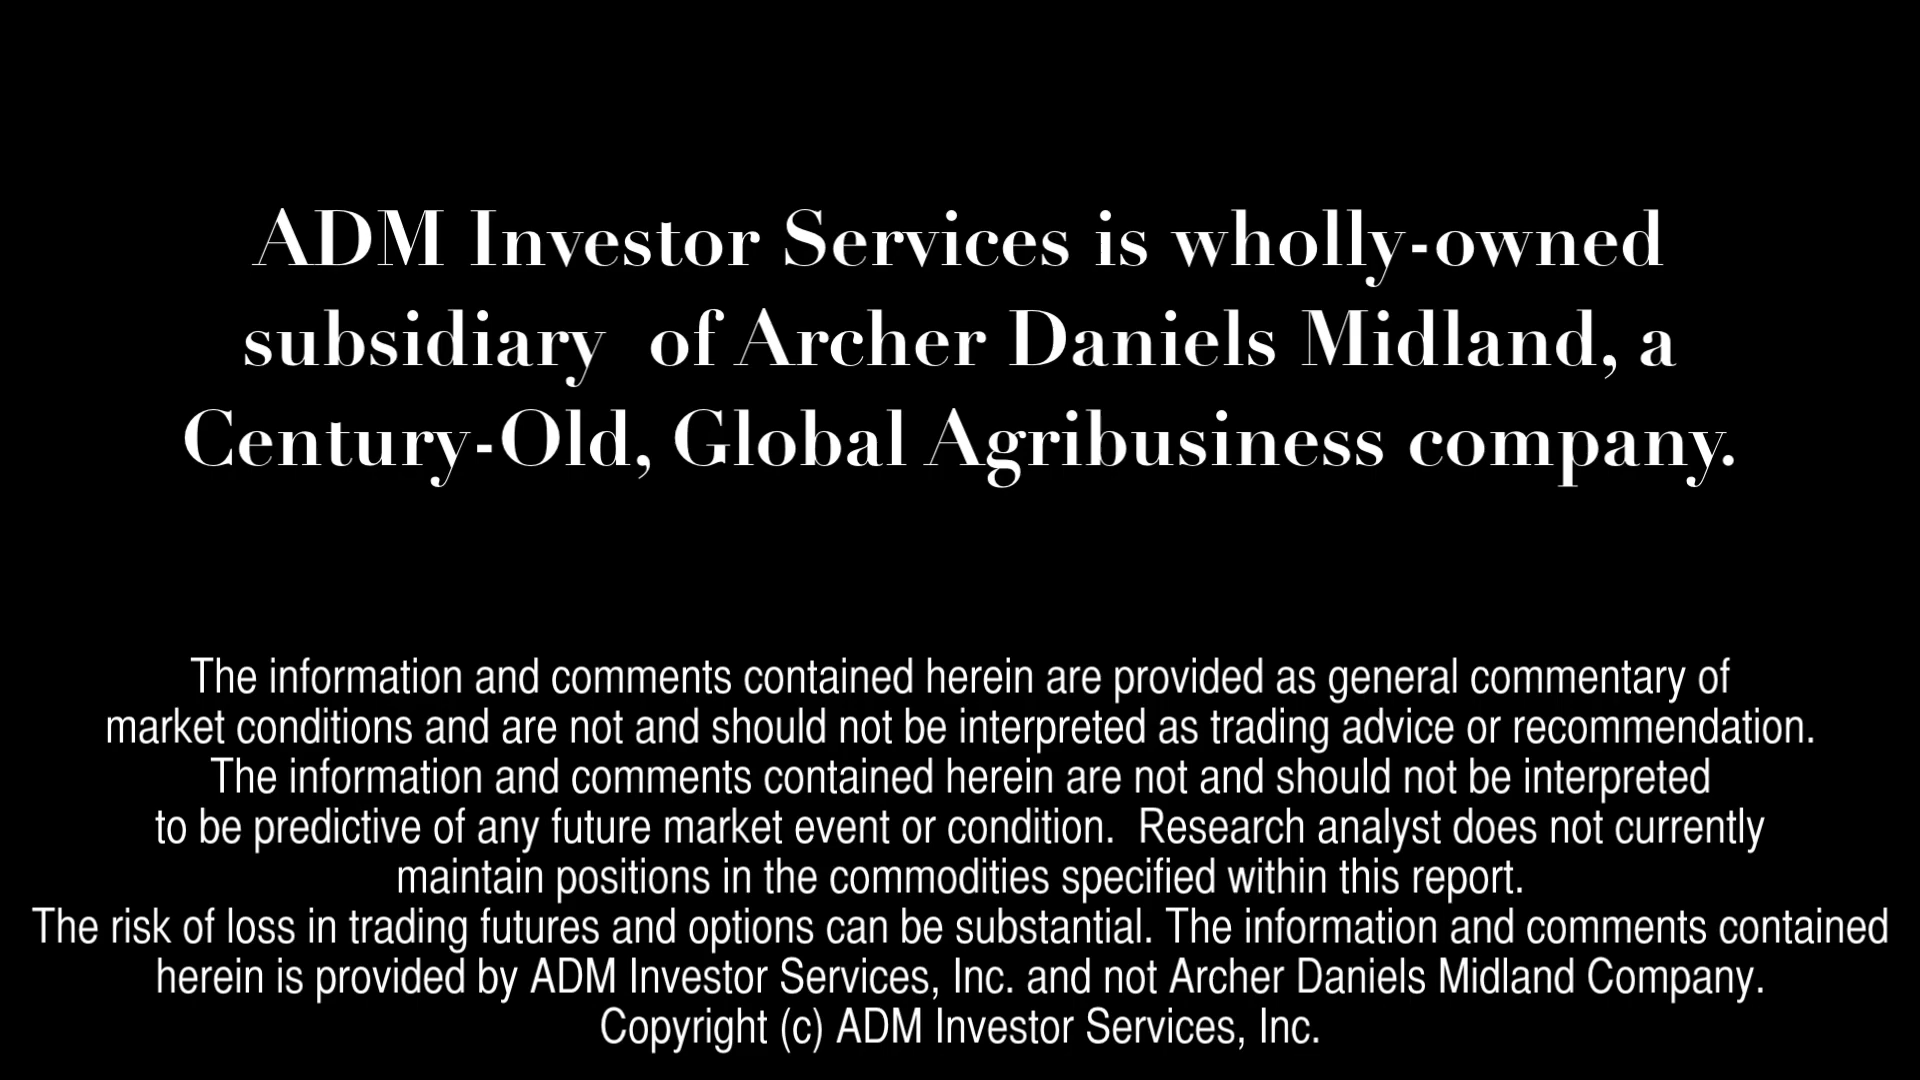 ADM Investor Services is wholly-owned
subsidiary  of Archer Daniels Midland, a
Century-Old, Global Agribusiness company.
The information and comments contained herein are provided as general commentary of
market conditions and are not and should not be interpreted as trading advice or recommendation.
The information and comments contained herein are not and should not be interpreted
to be predictive of any future market event or condition.  Research analyst does not currently
maintain positions in the commodities specified within this report.
The risk of loss in trading futures and options can be substantial. The information and comments contained
herein is provided by ADM Investor Services, Inc. and not Archer Daniels Midland Company.
Copyright (c) ADM Investor Services, Inc.